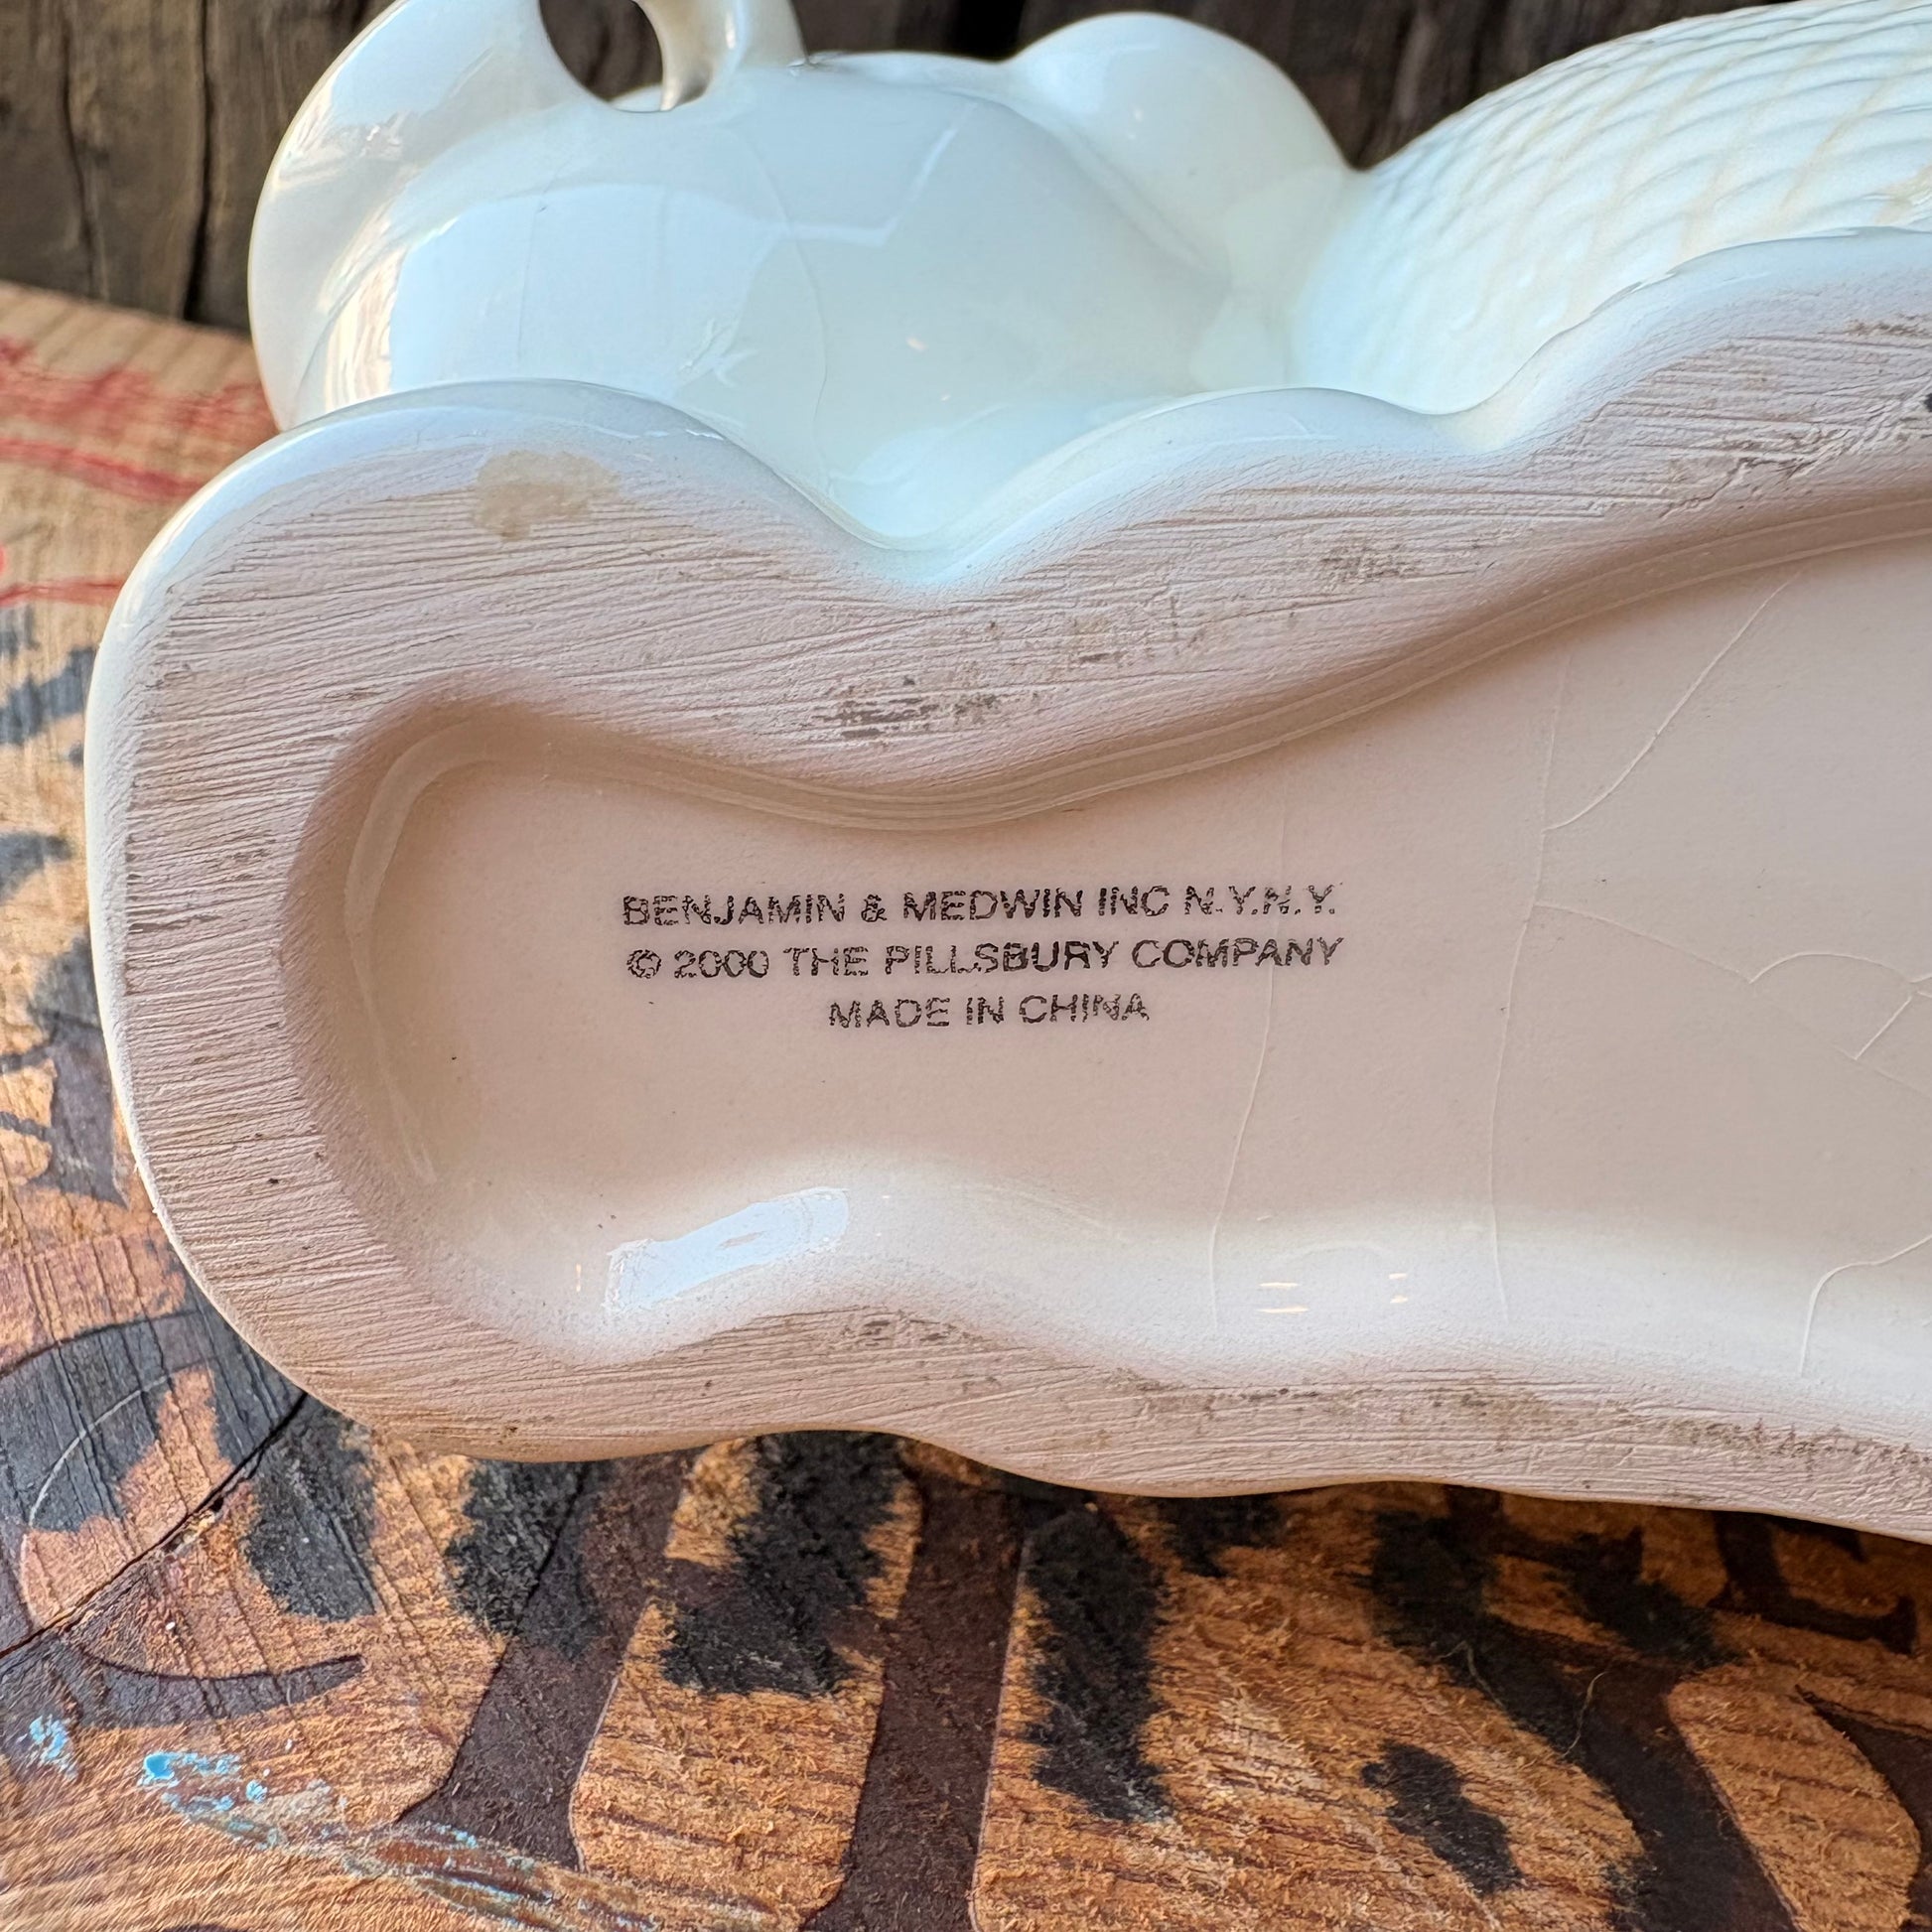 BENJAMIN & MEDWIN INC N.Y.N.Y.
© 2000 THE PILLSBURY COMPANY
MADE IN CHINA